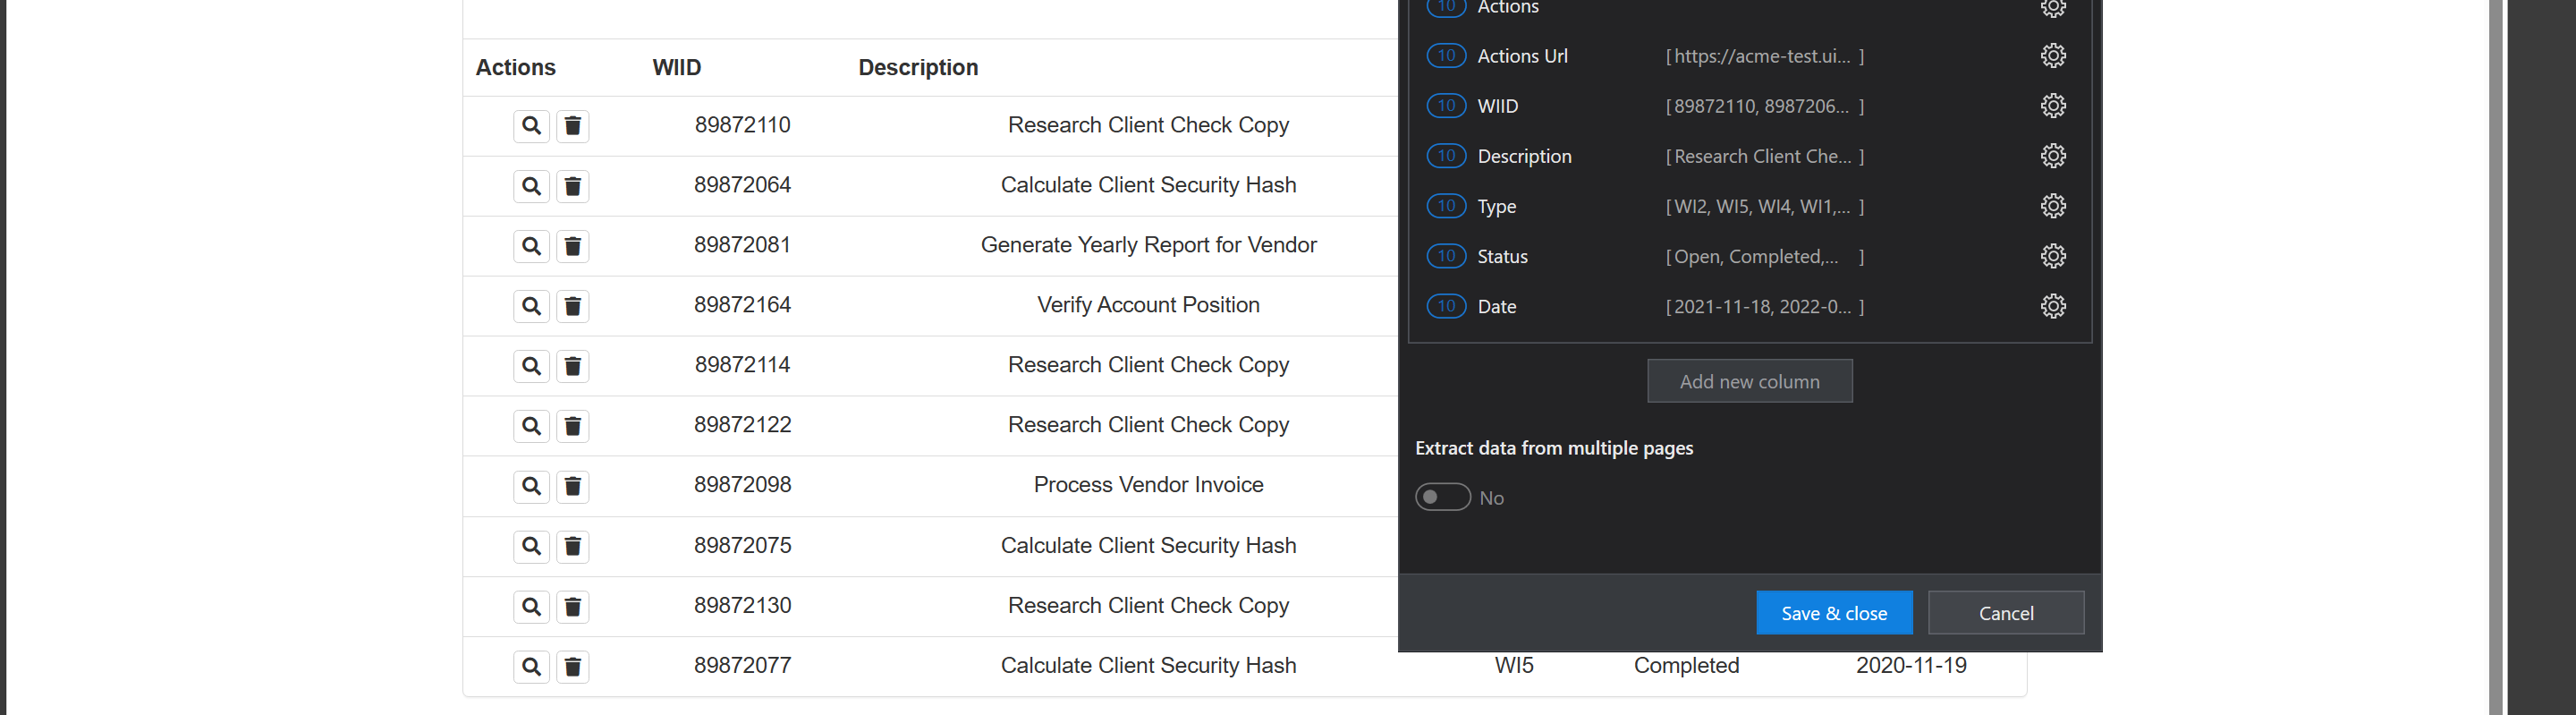 Actions WIID Description
89872110 Research Client Check Copy
89872064 Calculate Client Security Hash
89872081 Generate Yearly Report for Vendor
89872164 Verify Account Position
89872114 Research Client Check Copy
89872122 Research Client Check Copy
89872098 Process Vendor Invoice
89872075 Calculate Client Security Hash
89872130 Research Client Check Copy
89872077 Calculate Client Security Hash WI5 Completed 2020-11-19
10 Actions
10 Actions Url [ https://acme-test.ui... ]
10 WIID [ 89872110, 8987206... ]
10 Description [ Research Client Che... ]
10 Type [ WI2, WI5, WI4, WI1,... ]
10 Status [ Open, Completed,... ]
10 Date [ 2021-11-18, 2022-0... ]
Add new column
Extract data from multiple pages
No
Save & close Cancel